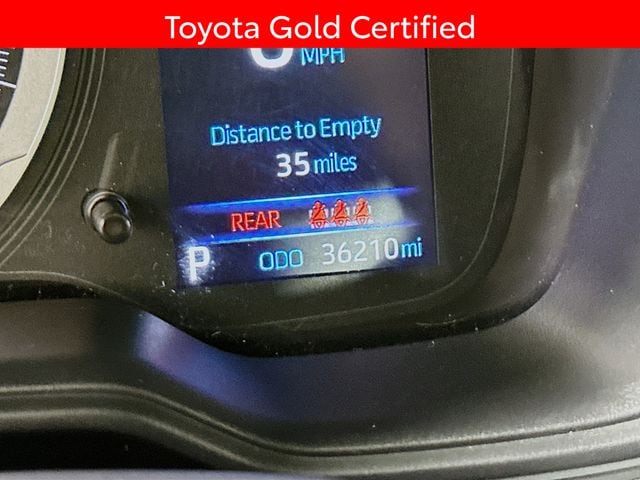 Toyota Gold Certified
MPH
Distance to Empty
35 miles
REAR
P ODO 36210 mi